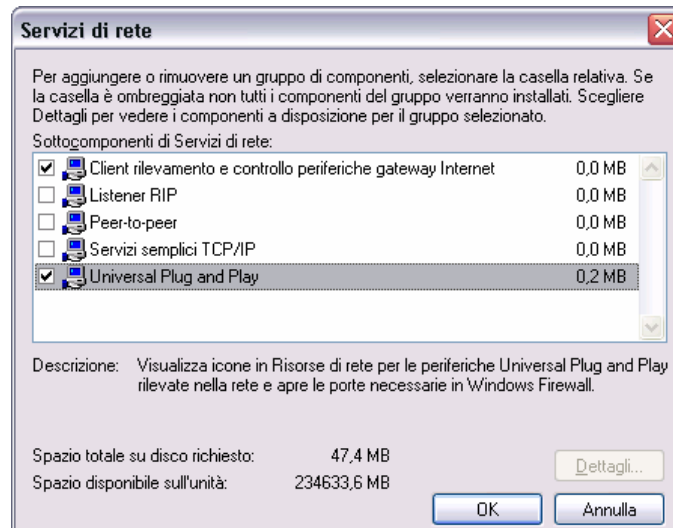 Servizi di rete
Per aggiungere o rimuovere un gruppo di componenti, selezionare la casella relativa. Se
la casella è ombreggiata non tutti i componenti del gruppo verranno installati. Scegliere
Dettagli per vedere i componenti a disposizione per il gruppo selezionato.
Sottocomponenti di Servizi di rete:
Client rilevamento e controllo periferiche gateway Internet 0,0 MB
Listener RIP 0,0 MB
Peer-to-peer 0,0 MB
Servizi semplici TCP/IP 0,0 MB
Universal Plug and Play 0,2 MB
Descrizione: Visualizza icone in Risorse di rete per le periferiche Universal Plug and Play
rilevate nella rete e apre le porte necessarie in Windows Firewall.
Spazio totale su disco richiesto: 47,4 MB
Dettagli...
Spazio disponibile sull'unità: 234633,6 MB
OK Annulla